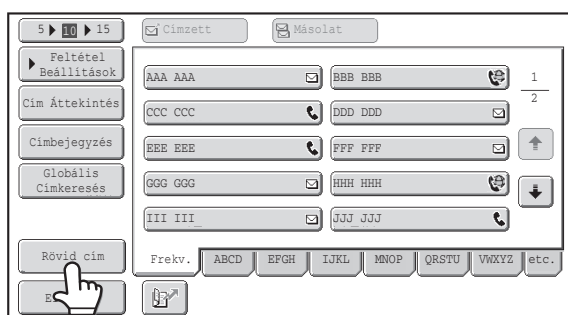 5 10 15
Címzett
Másolat
Feltétel
Beállítások
Cím Áttekintés
Címbejegyzés
Globális
Címkeresés
Rövid cím
AAA AAA
BBB BBB
CCC CCC
DDD DDD
EEE EEE
FFF FFF
GGG GGG
HHH HHH
III III
JJJ JJJ
1
2
Frekv.
ABCD
EFGH
IJKL
MNOP
QRSTU
VWXYZ
etc.